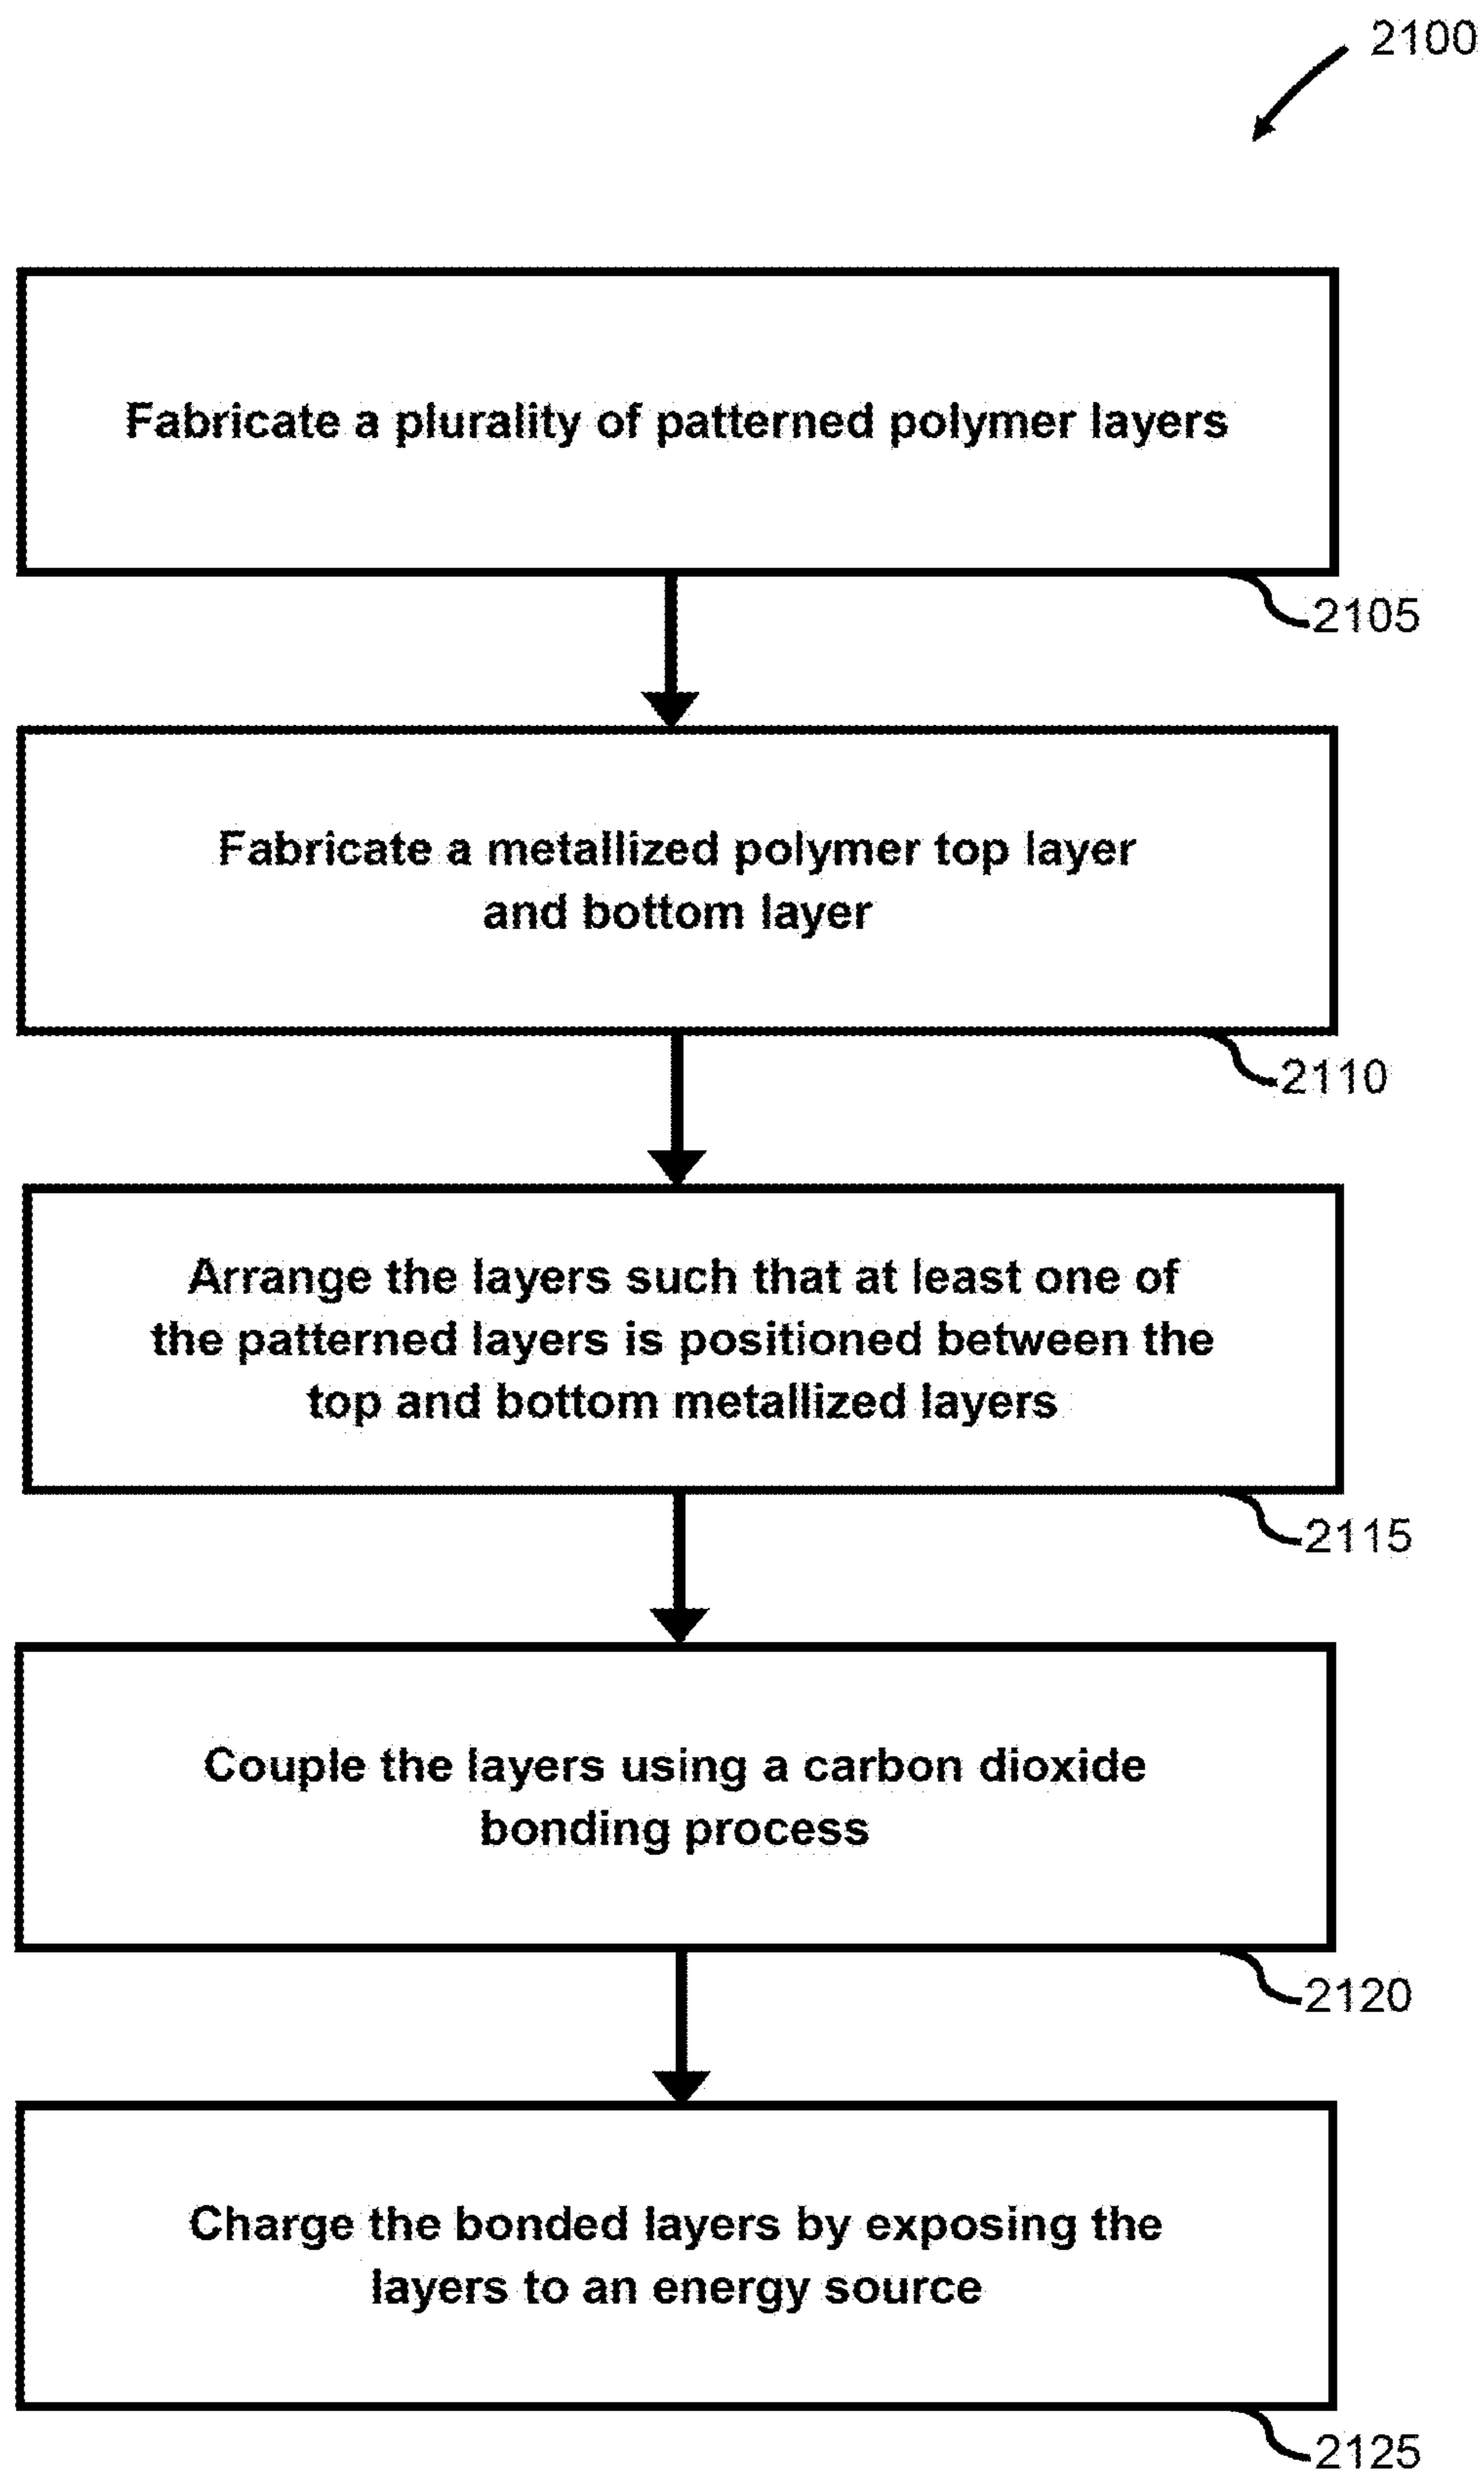 2100
Fabricate a plurality of patterned polymer layers
2105
Fabricate a metallized polymer top layer
and bottom layer
2110
Arrange the layers such that at least one of
the patterned layers is positioned between the
top and bottom metallized layers
2115
Couple the layers using a carbon dioxide
bonding process
2120
Charge the bonded layers by exposing the
layers to an energy source
2125